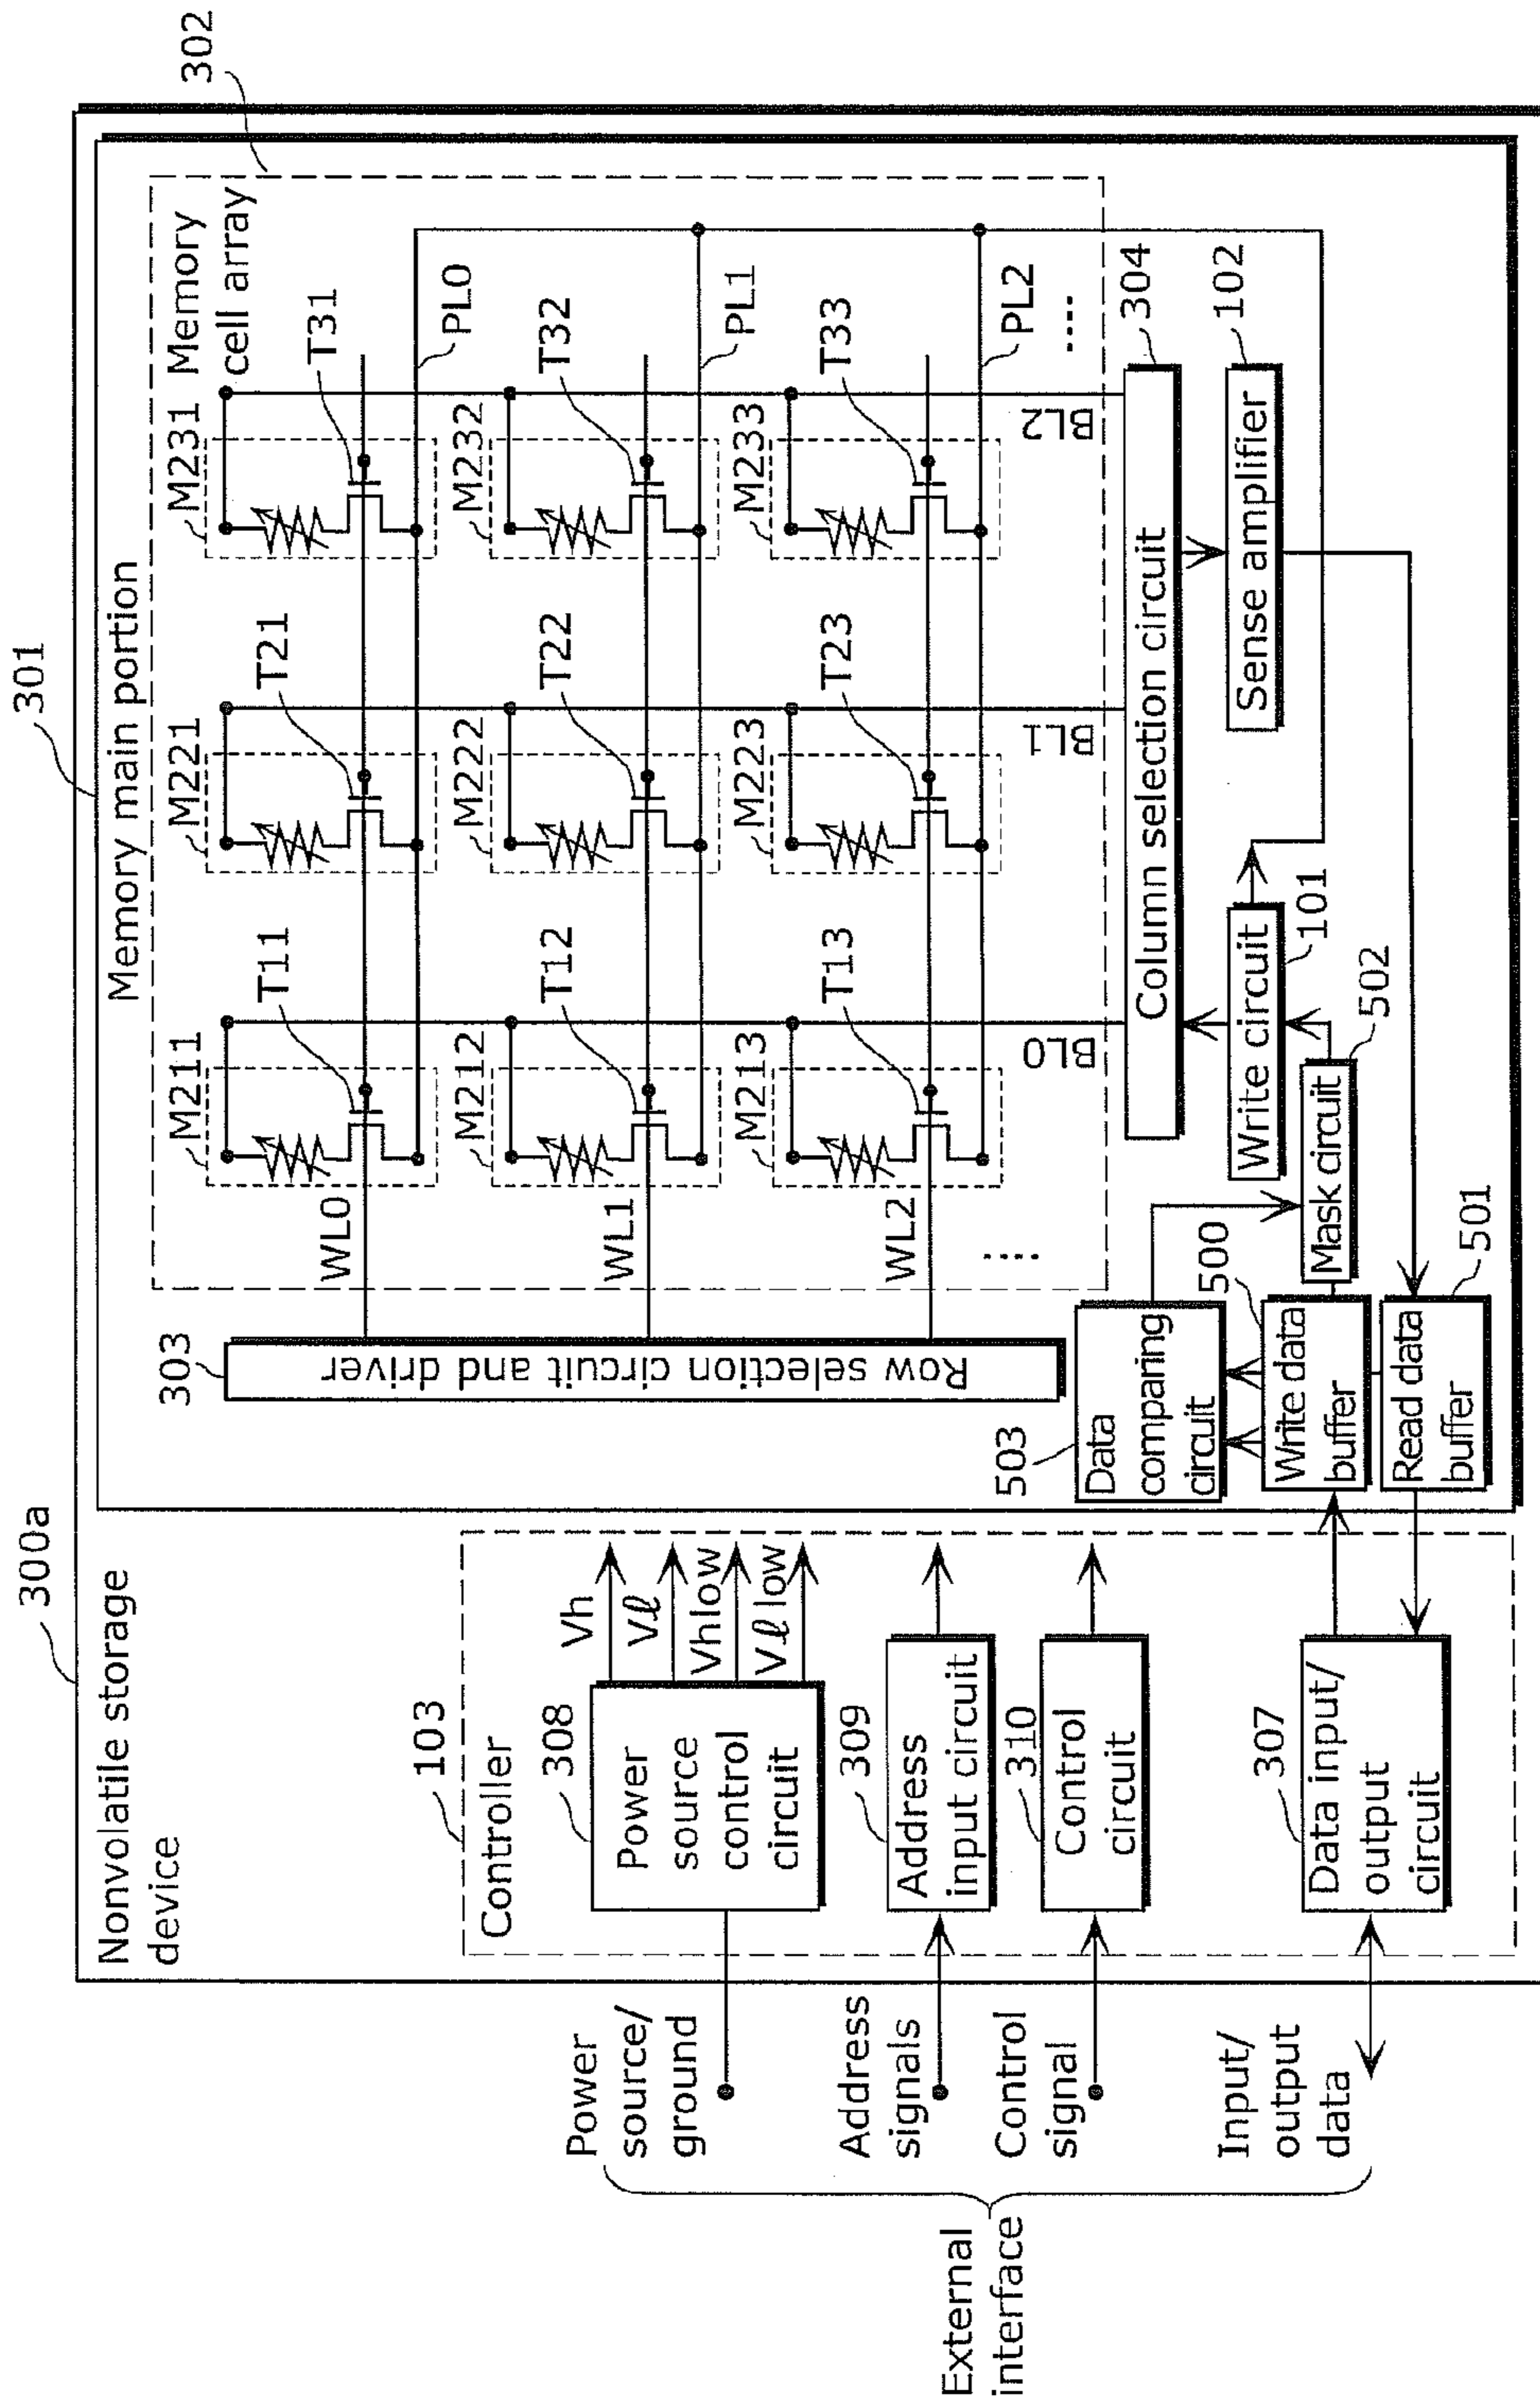 300a
301
Nonvolatile storage
device
Memory main portion
302
Memory
cell array
M211
T11
M221
T21
M231
T31
WL0
PL0
M212
T12
M222
T22
M232
T32
WL1
PL1
M213
T13
M223
T23
M233
T33
WL2
PL2
....
....
BL0
BL1
BL2
303
Row selection circuit and driver
304
Column selection circuit
503
Data
comparing
circuit
Write circuit
101
Sense amplifier
102
500
Write data
buffer
Mask circuit
502
Read data
buffer
501
103
Controller
308
Power
source
control
circuit
Vh
Vℓ
Vhlow
Vℓ low
309
Address
input circuit
310
Control
circuit
307
Data input/
output
circuit
External
interface
Power
source/
ground
Address
signals
Control
signal
Input/
output
data